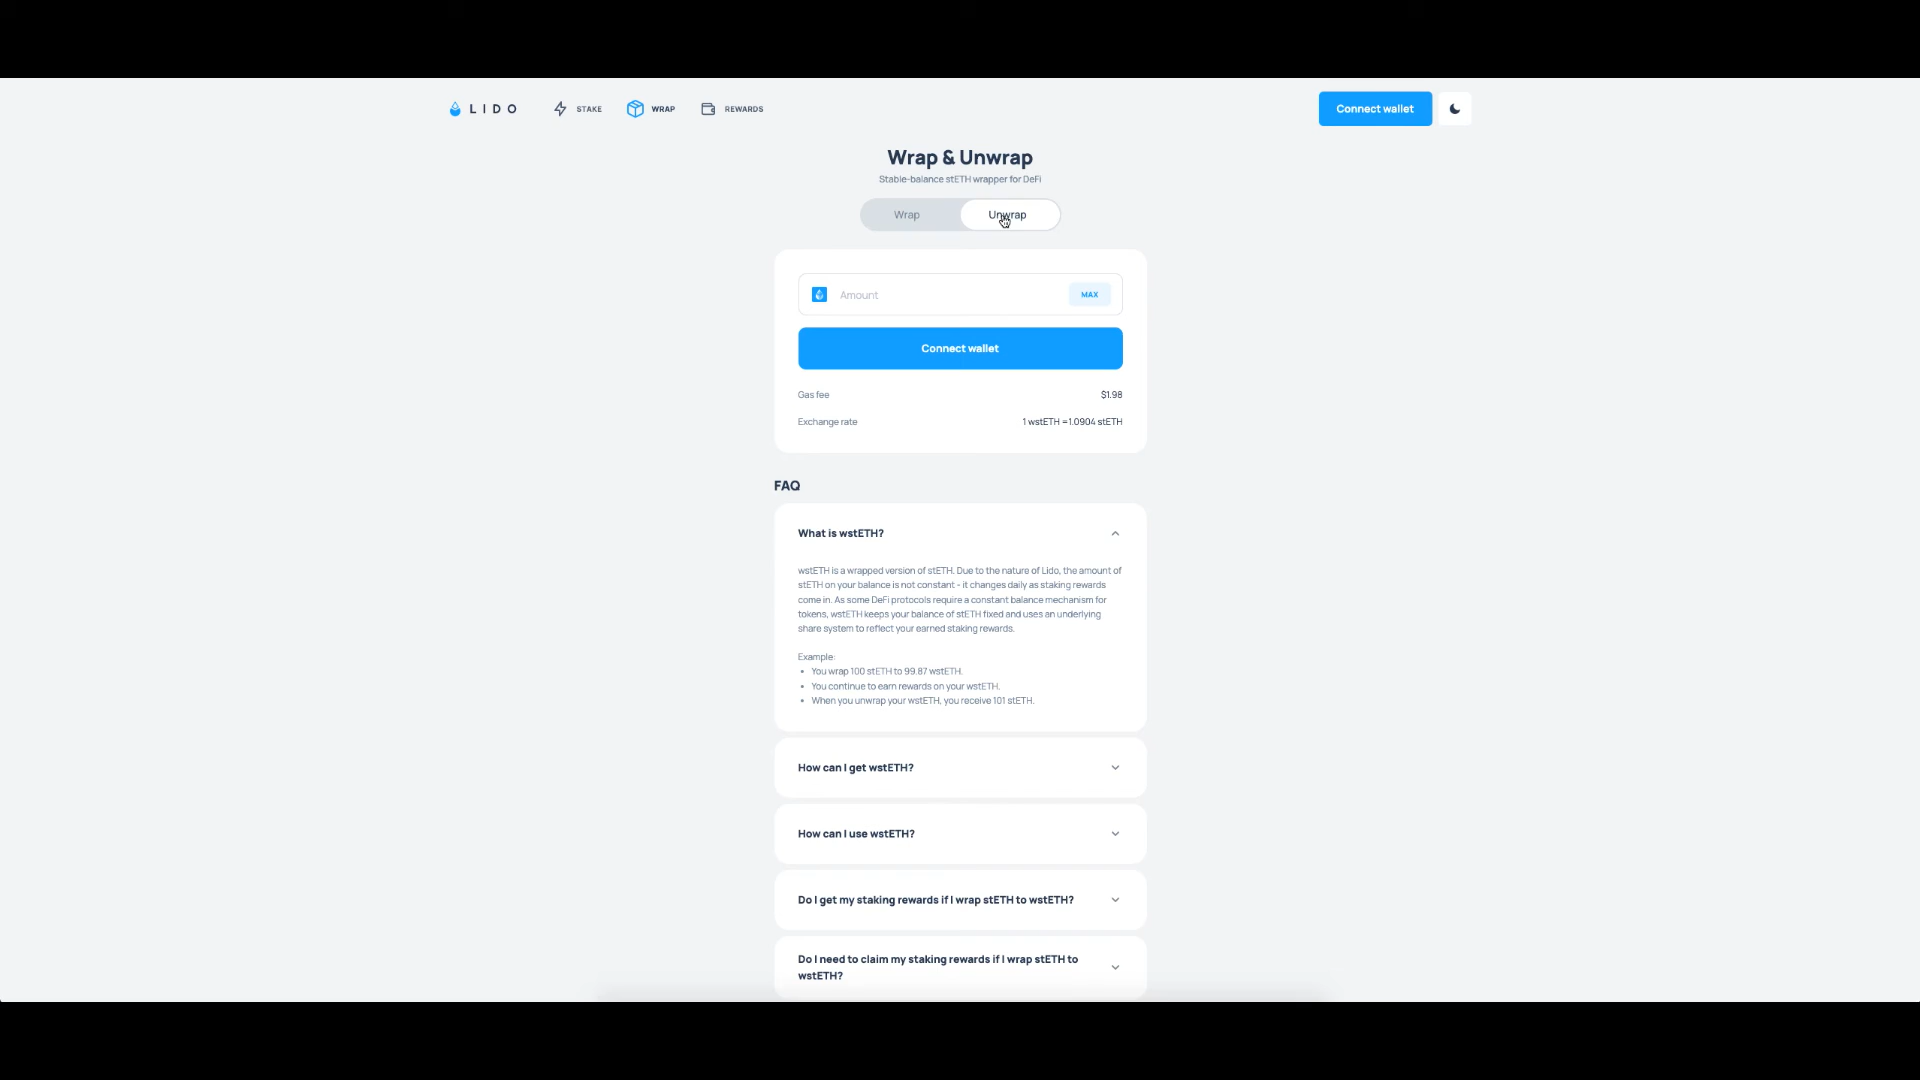 LIDO
STAKE
WRAP
REWARDS
Connect wallet
Wrap & Unwrap
Stable-balance stETH wrapper for DeFi
Wrap
Unwrap
Amount
MAX
Connect wallet
Gas fee
$1.98
Exchange rate
1 wstETH =1.0904 stETH
FAQ
What is wstETH?
wstETH is a wrapped version of stETH. Due to the nature of Lido, the amount of
stETH on your balance is not constant - it changes daily as staking rewards
come in. As some DeFi protocols require a constant balance mechanism for
tokens, wstETH keeps your balance of stETH fixed and uses an underlying
share system to reflect your earned staking rewards.
Example:
• You wrap 100 stETH to 99.87 wstETH.
• You continue to earn rewards on your wstETH.
• When you unwrap your wstETH, you receive 101 stETH.
How can I get wstETH?
How can I use wstETH?
Do I get my staking rewards if I wrap stETH to wstETH?
Do I need to claim my staking rewards if I wrap stETH to
wstETH?